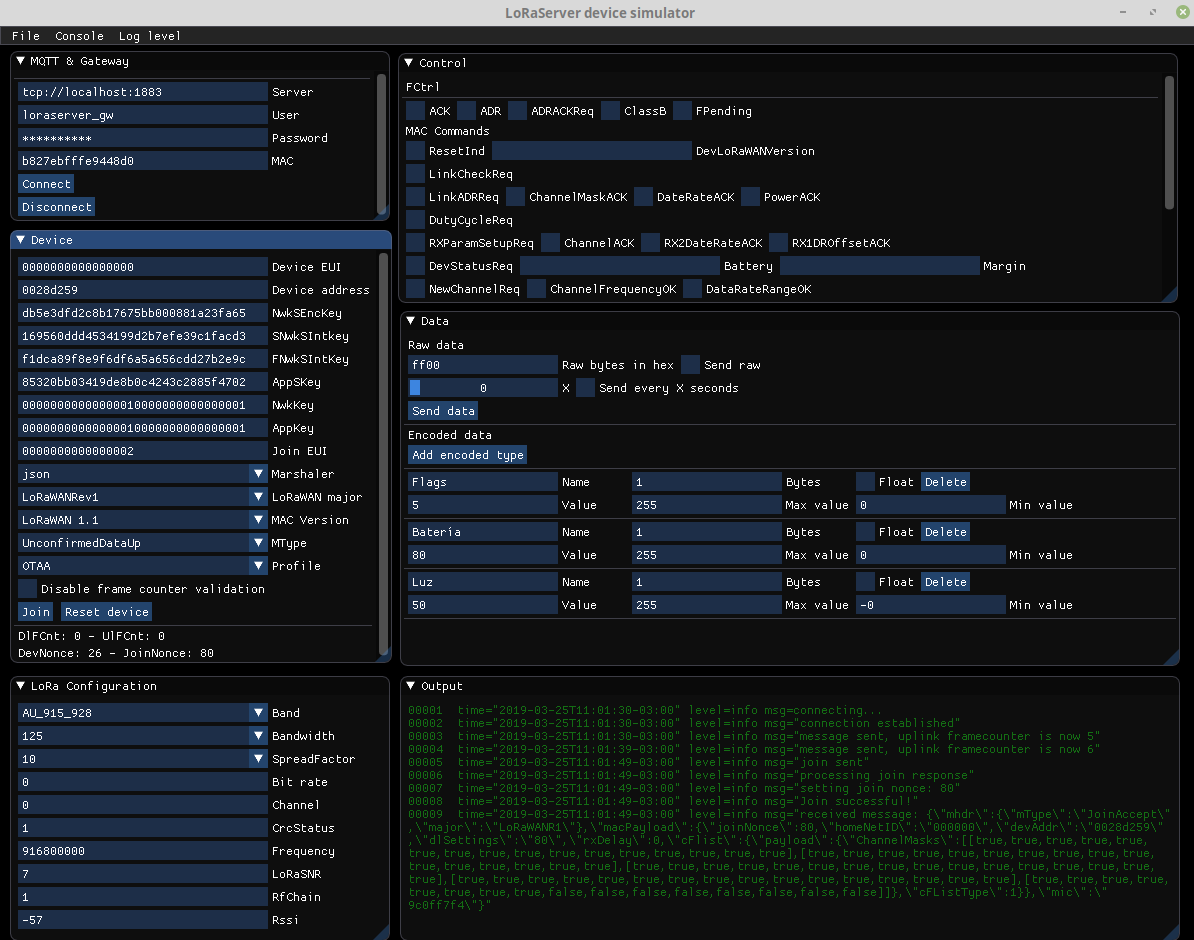 LoRaServer device simulator
File Console Log level
MQTT & Gateway
tcp://localhost:1883 Server
loraserver_gw User
********** Password
b827ebfffe9448d0 MAC
Connect
Disconnect
Device
0000000000000000 Device EUI
0028d259 Device address
db5e3dfd2c8b17675bb000881a23fa65 NwkSEncKey
169560ddd4534199d2b7efe39c1facd3 SNwkIntkey
f1dca89f8e9f6df6a5a656cdd27b2e9c FNwkSIntKey
85320bb03419de8b0c4243c2885f4702 AppSKey
00000000000000010000000000000001 NwkKey
00000000000000010000000000000001 AppKey
0000000000000002 Join EUI
json Marshaler
LoRaWANRev1 LoRaWAN major
LoRaWAN 1.1 MAC Version
UnconfirmedDataUp MType
OTAA Profile
Disable frame counter validation
Join Reset device
DlFCnt: 0 - UlFCnt: 0
DevNonce: 26 - JoinNonce: 80
LoRa Configuration
AU_915_928 Band
125 Bandwidth
10 SpreadFactor
0 Bit rate
0 Channel
1 CrcStatus
916800000 Frequency
7 LoRaSNR
1 RfChain
-57 Rssi
Control
FCtrl
ACK ADR ADRACKReq ClassB FPending
MAC Commands
ResetInd DevLoRaWANVersion
LinkCheckReq
LinkADRReq ChannelMaskACK DateRateACK PowerACK
DutyCycleReq
RXParamSetupReq ChannelACK RX2DateRateACK RX1DROffsetACK
DevStatusReq Battery Margin
NewChannelReq ChannelFrequencyOK DataRateRangeOK
Data
Raw data
ff00 Raw bytes in hex Send raw
0 X Send every X seconds
Send data
Encoded data
Add encoded type
Flags Name 1 Bytes Float Delete
5 Value 255 Max value 0 Min value
Batería Name 1 Bytes Float Delete
80 Value 255 Max value 0 Min value
Luz Name 1 Bytes Float Delete
50 Value 255 Max value -0 Min value
Output
00001 time="2019-03-25T11:01:30-03:00" level=info msg=connecting...
00002 time="2019-03-25T11:01:30-03:00" level=info msg="connection established"
00003 time="2019-03-25T11:01:36-03:00" level=info msg="message sent, uplink framecounter is now 5"
00004 time="2019-03-25T11:01:39-03:00" level=info msg="message sent, uplink framecounter is now 6"
00005 time="2019-03-25T11:01:49-03:00" level=info msg="join sent"
00006 time="2019-03-25T11:01:49-03:00" level=info msg="processing join response"
00007 time="2019-03-25T11:01:49-03:00" level=info msg="setting join nonce: 80"
00008 time="2019-03-25T11:01:49-03:00" level=info msg="Join successful!"
00009 time="2019-03-25T11:01:49-03:00" level=info msg="received message: {\"mhdr\":{\"mType\":\"JoinAccept\"
,\"major\":\"LoRaWANR1\"},\"macPayload\":{\"joinNonce\":80,\"homeNetID\":\"000000\",\"devAddr\":\"0028d259\"
,\"dlSettings\":\"80\",\"rxDelay\":0,\"cFlist\":{\"payload\":{\"ChannelMasks\":[[true,true,true,true,true,
true,true,true,true,true,true,true,true,true,true,true],[true,true,true,true,true,true,true,true,true,
true,true,true,true,true,true,true],[true,true,true,true,true,true,true,true,true,true,true,true,true,
true],[true,true,true,true,true,true,true,true,true,true,true,true,true,true],[true,true,true,true,
true,true,true,true,false,false,false,false,false,false,false,false]]},\"cFListType\":1}},\"mic\":\"
9c0ff7f4\"}"